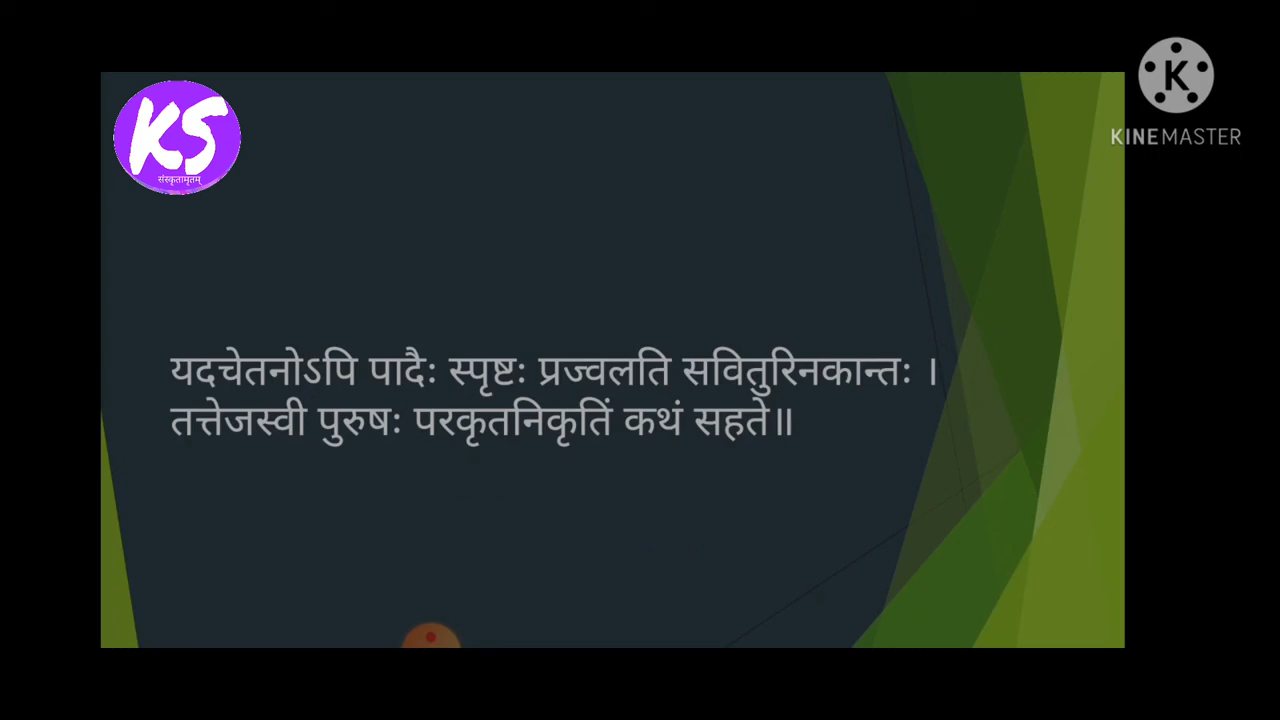 KS
संस्कृतामृतम्
K
KINEMASTER
यदचेतनोऽपि पादैः स्पृष्टः प्रज्वलति सवितुरिनकान्तः ।
तत्तेजस्वी पुरुषः परकृतनिकृतिं कथं सहते॥